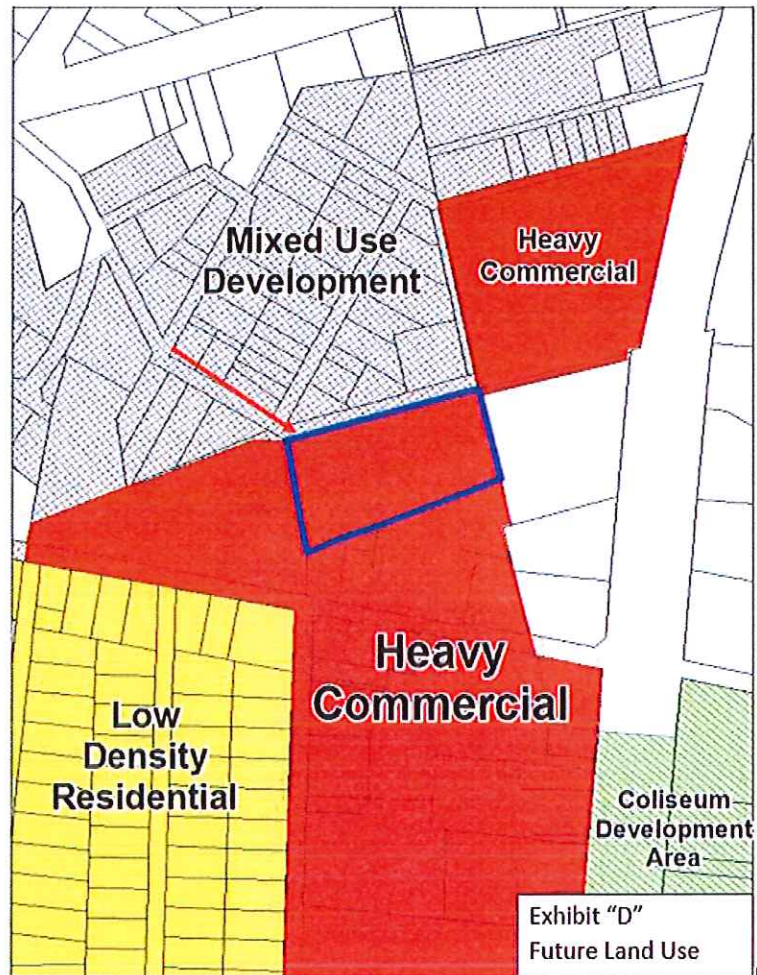 Mixed Use
Development
Heavy
Commercial
Heavy
Commercial
Low
Density
Residential
Coliseum
Development
Area
Exhibit “D”
Future Land Use